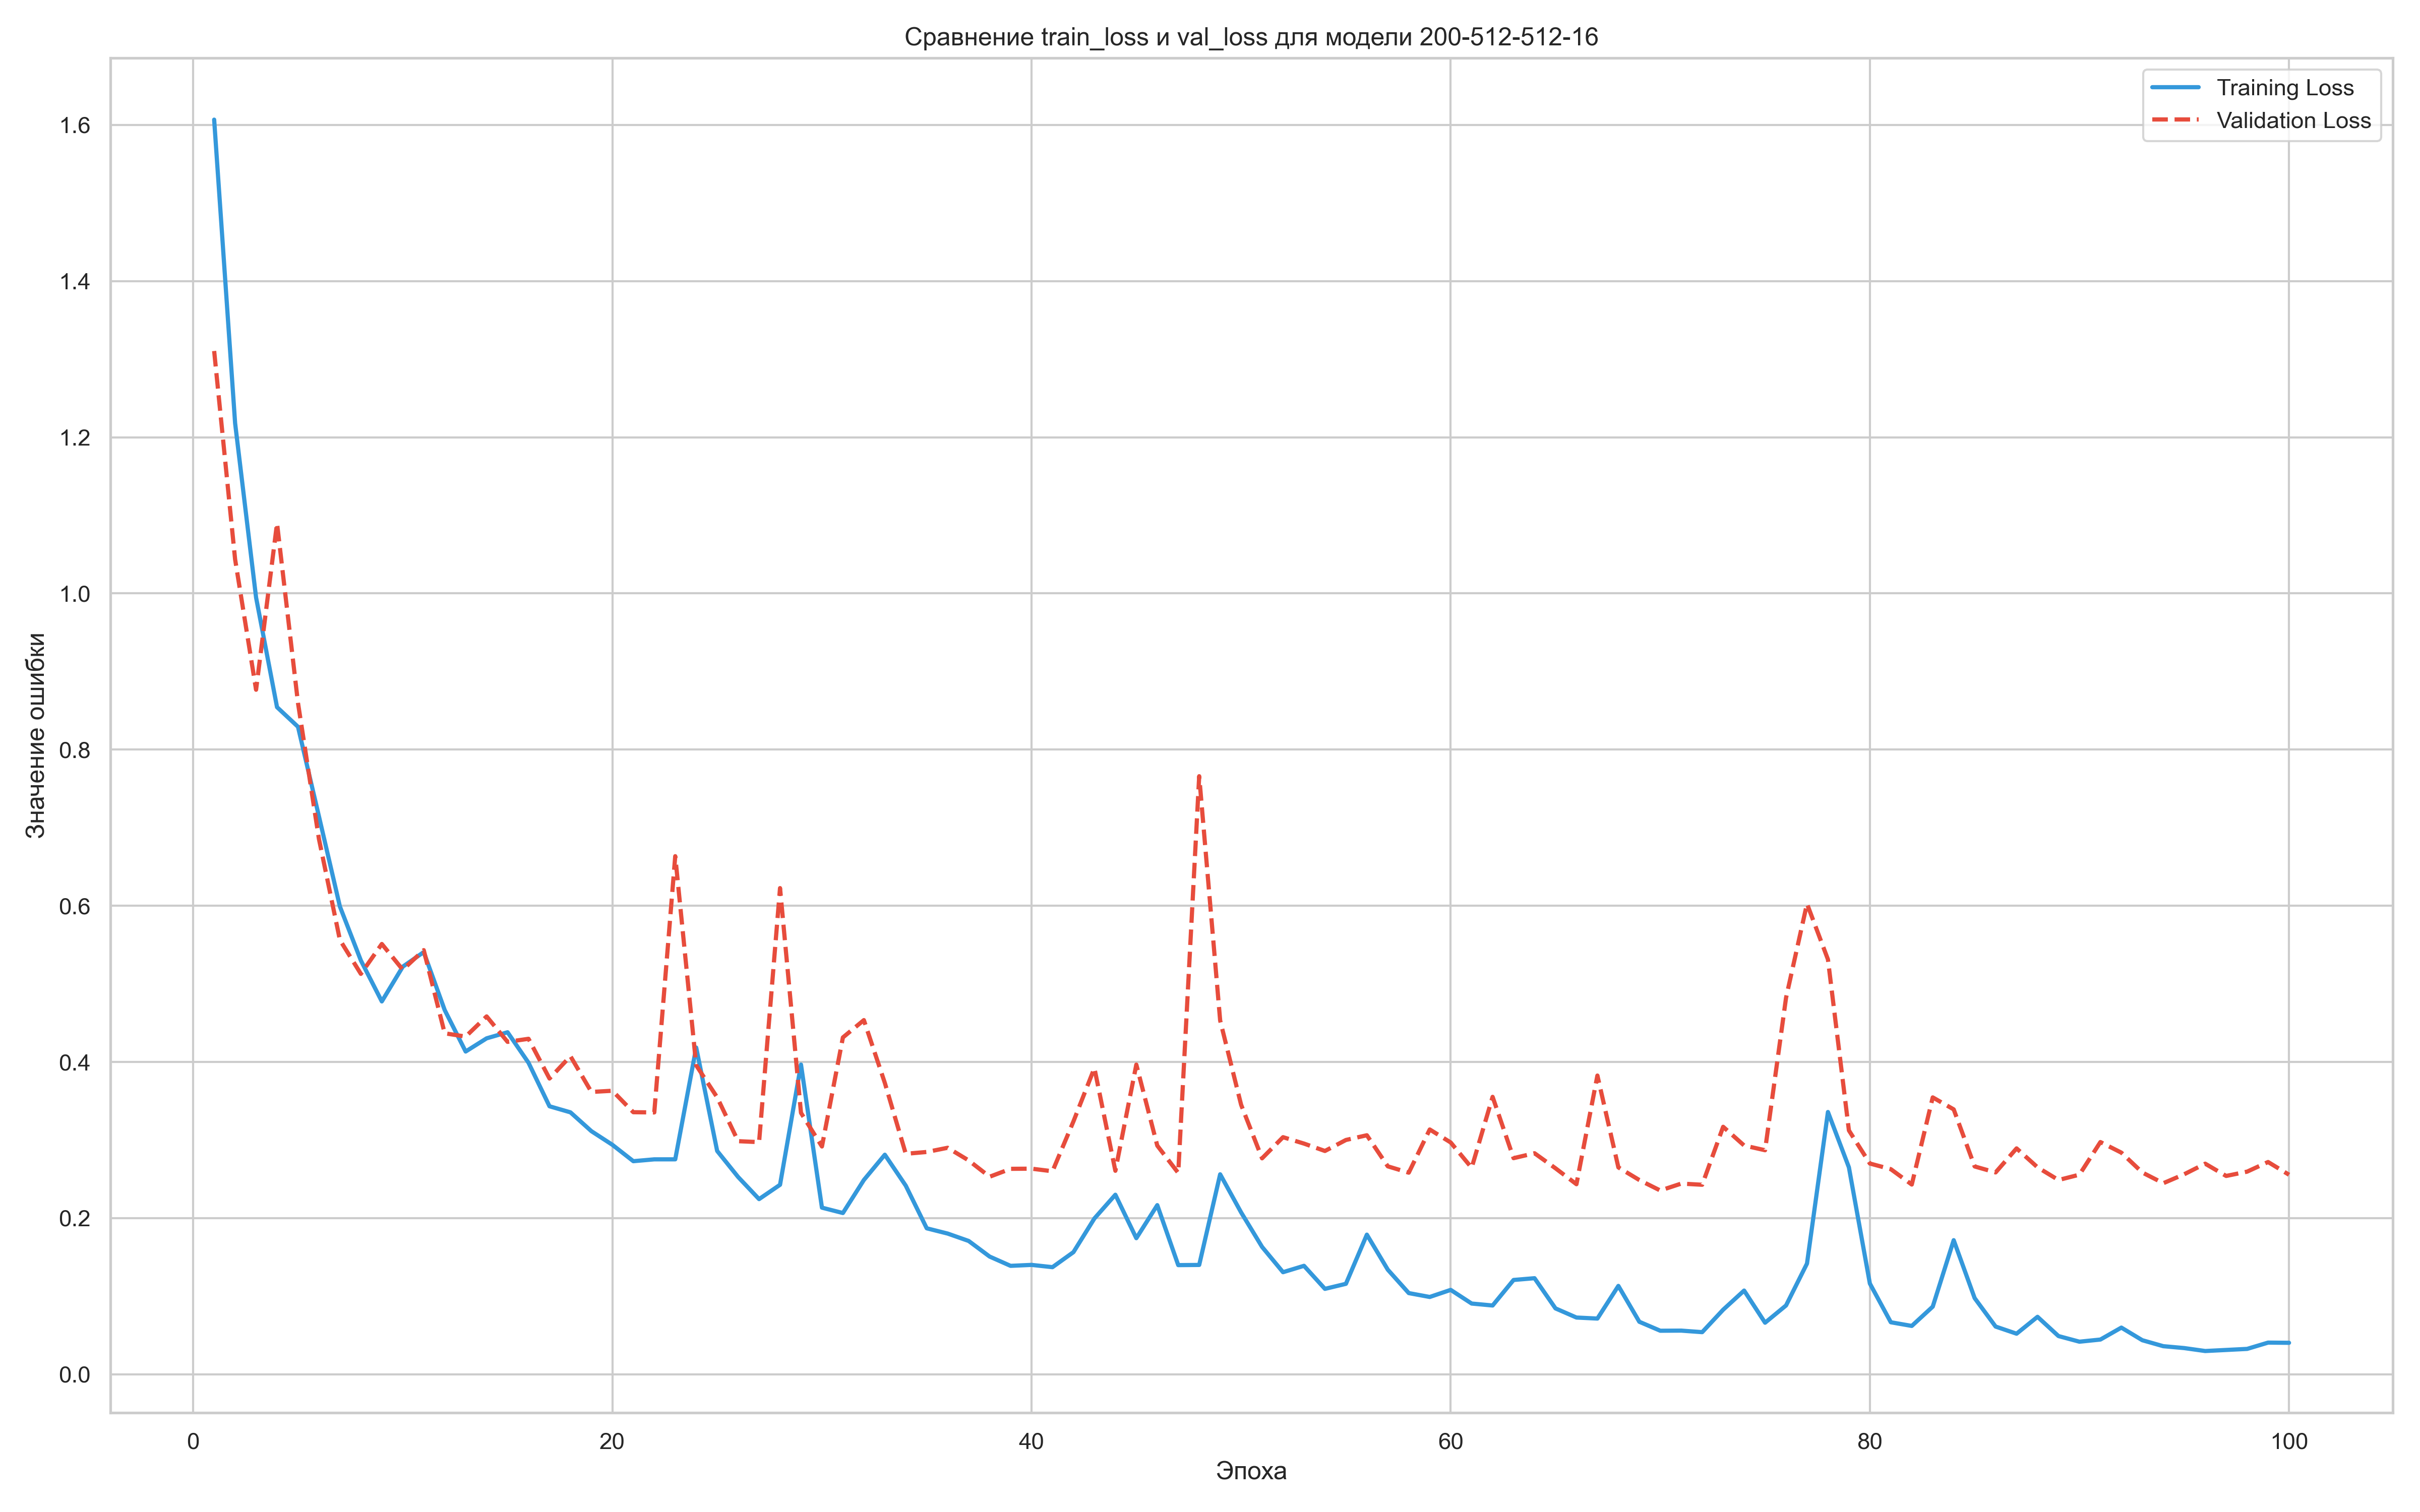 Сравнение train_loss и val_loss для модели 200-512-512-16
Training Loss
Validation Loss
1.6
1.4
1.2
1.0
0.8
0.6
0.4
0.2
0.0
Значение ошибки
0 20 40 60 80 100
Эпоха